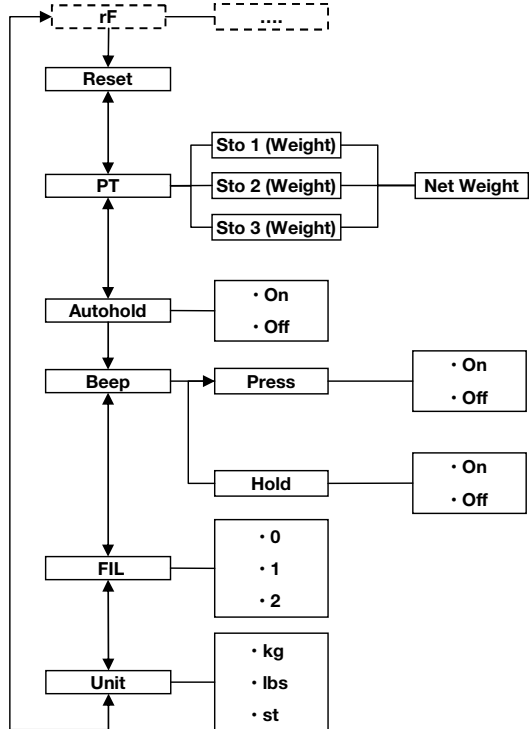 rF
....
Reset
Sto 1 (Weight)
PT
Sto 2 (Weight)
Net Weight
Sto 3 (Weight)
Autohold
· On
· Off
Beep
Press
· On
· Off
Hold
· On
· Off
FIL
· 0
· 1
· 2
Unit
· kg
· lbs
· st